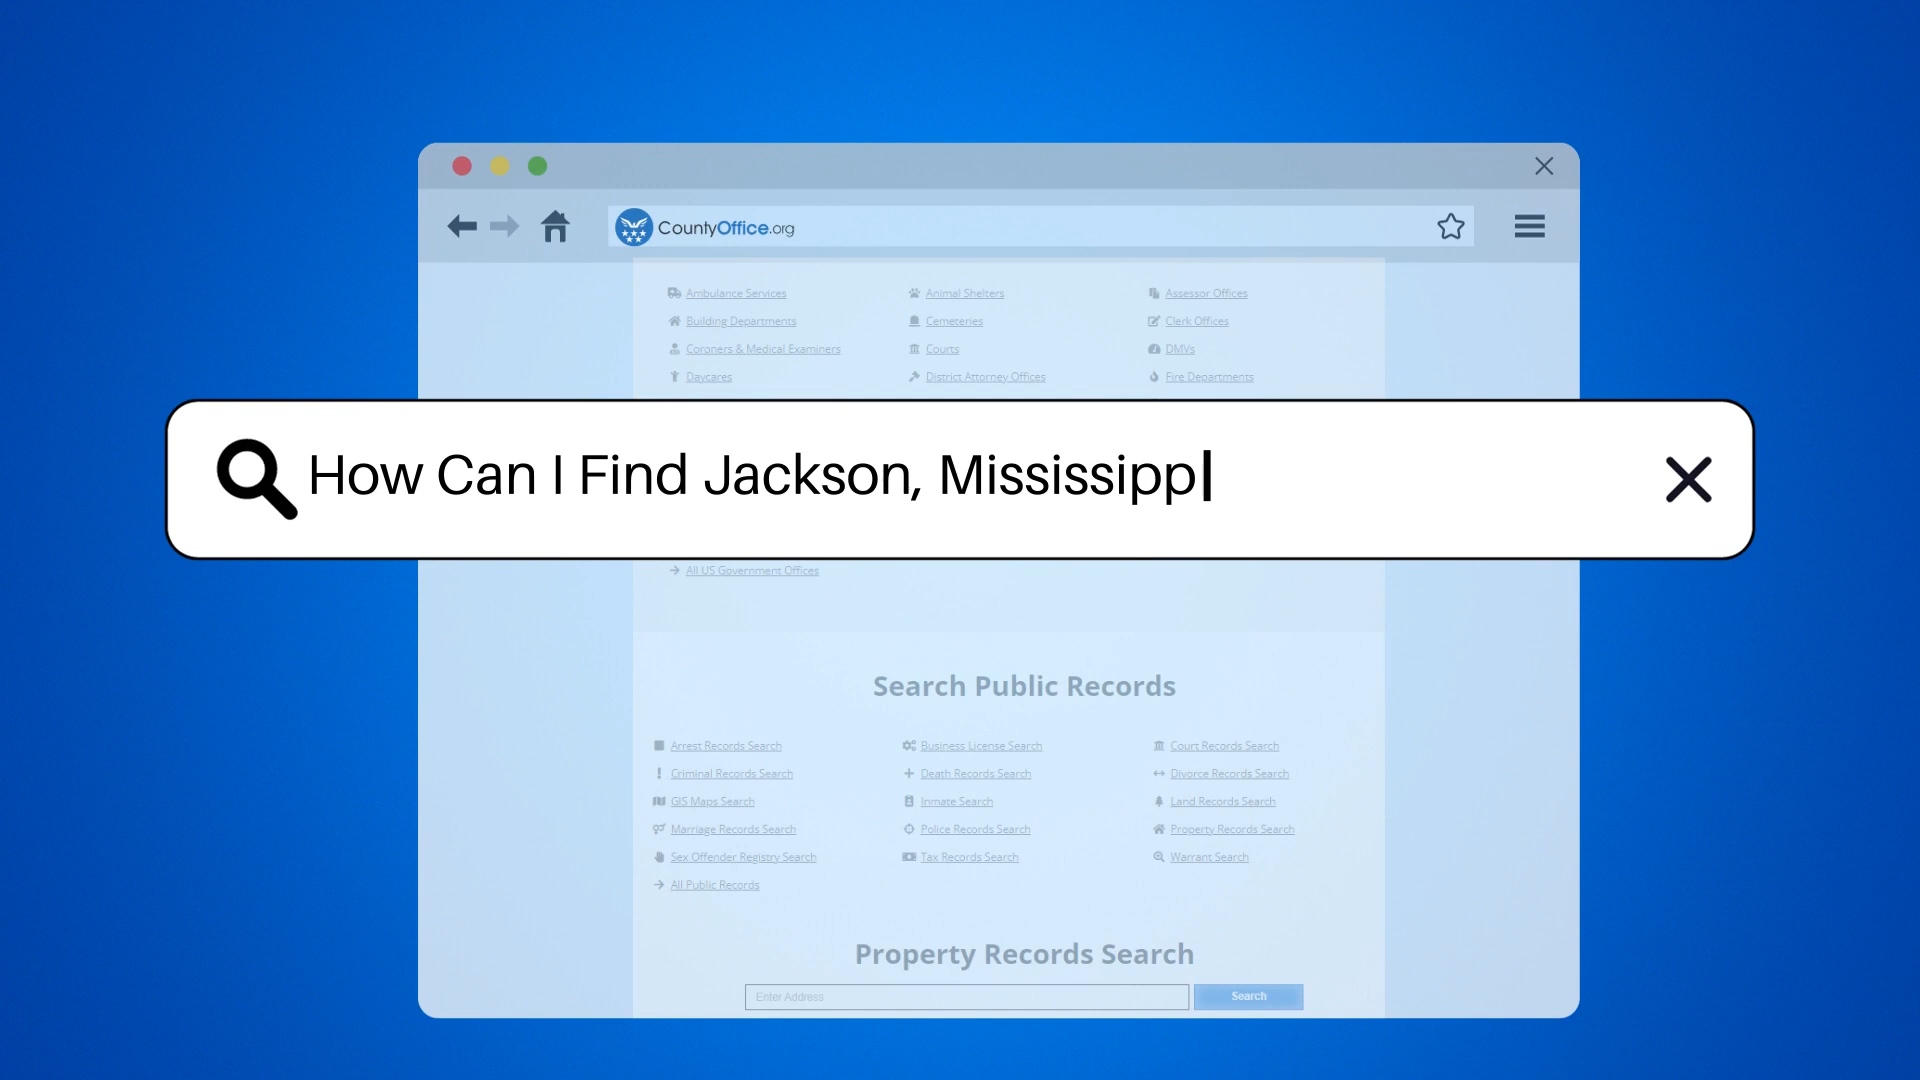 CountyOffice.org
Ambulance Services
Animal Shelters
Assessor Offices
Building Departments
Cemeteries
Clerk Offices
Coroners & Medical Examiners
Courts
DMVs
Daycares
District Attorney Offices
Fire Departments
How Can I Find Jackson, Mississipp
All US Government Offices
Search Public Records
Arrest Records Search
Business License Search
Court Records Search
Criminal Records Search
Death Records Search
Divorce Records Search
GIS Maps Search
Inmate Search
Land Records Search
Marriage Records Search
Police Records Search
Property Records Search
Sex Offender Registry Search
Tax Records Search
Warrant Search
All Public Records
Property Records Search
Enter Address
Search